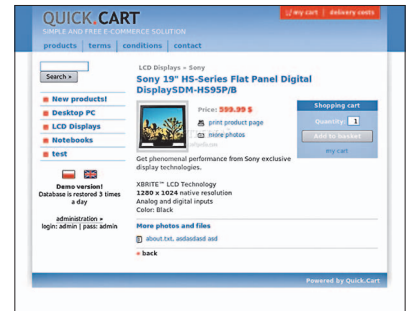 QUICK.CART
SIMPLE AND FREE E-COMMERCE SOLUTION
my cart | delivery costs
products | terms | conditions | contact
Search »
New products!
Desktop PC
LCD Displays
Notebooks
test
Demo version!
Database is restored 3 times
a day
administration »
login: admin | pass: admin
LCD Displays » Sony
Sony 19" HS-Series Flat Panel Digital
DisplaySDM-HS95P/B
Price: 599.99 $
print product page
more photos
Get phenomenal performance from Sony exclusive
display technologies.
XBRITE™ LCD Technology
1280 x 1024 native resolution
Analog and digital inputs
Color: Black
More photos and files
about.txt, asdasdasd asd
« back
Shopping cart
Quantity: 1
Add to basket
my cart
Powered by Quick.Cart